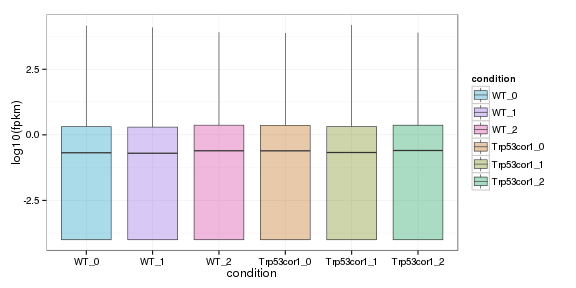 log10(fpkm)
2.5
0.0
-2.5
WT_0 WT_1 WT_2 Trp53cor1_0 Trp53cor1_1 Trp53cor1_2
condition
condition
WT_0
WT_1
WT_2
Trp53cor1_0
Trp53cor1_1
Trp53cor1_2